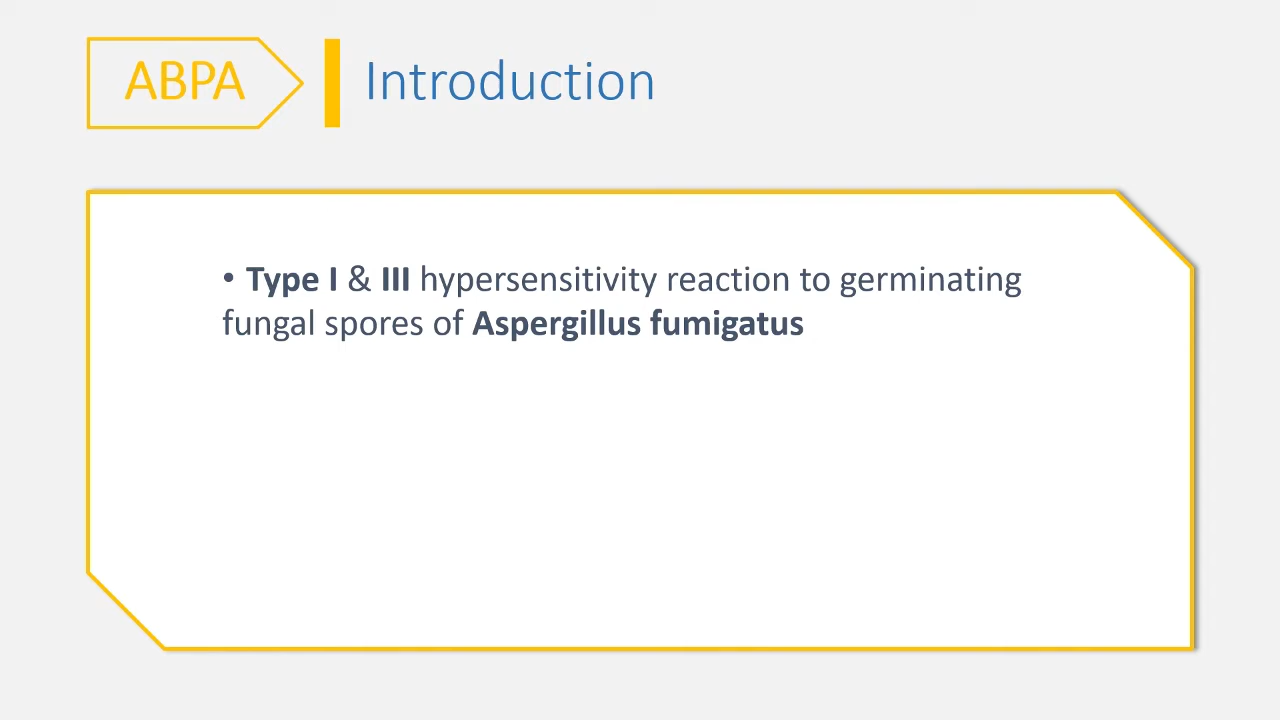 ABPA
Introduction
• Type I & III hypersensitivity reaction to germinating
fungal spores of Aspergillus fumigatus